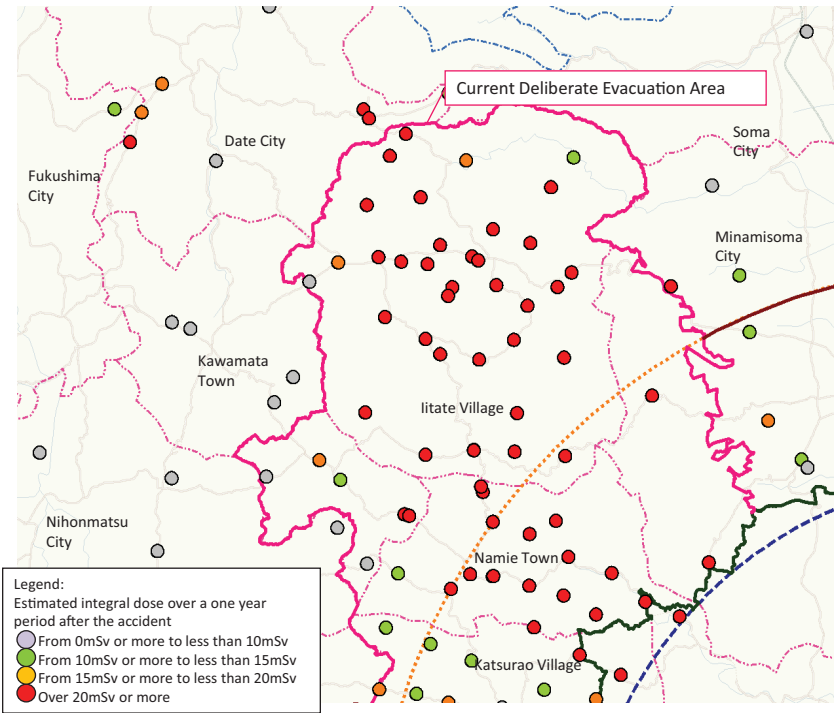 Current Deliberate Evacuation Area
Date City
Soma
City
Fukushima
City
Minamisoma
City
Kawamata
Town
Iitate Village
Nihonmatsu
City
Namie Town
Katsurao Village
Legend:
Estimated integral dose over a one year
period after the accident
From 0mSv or more to less than 10mSv
From 10mSv or more to less than 15mSv
From 15mSv or more to less than 20mSv
Over 20mSv or more